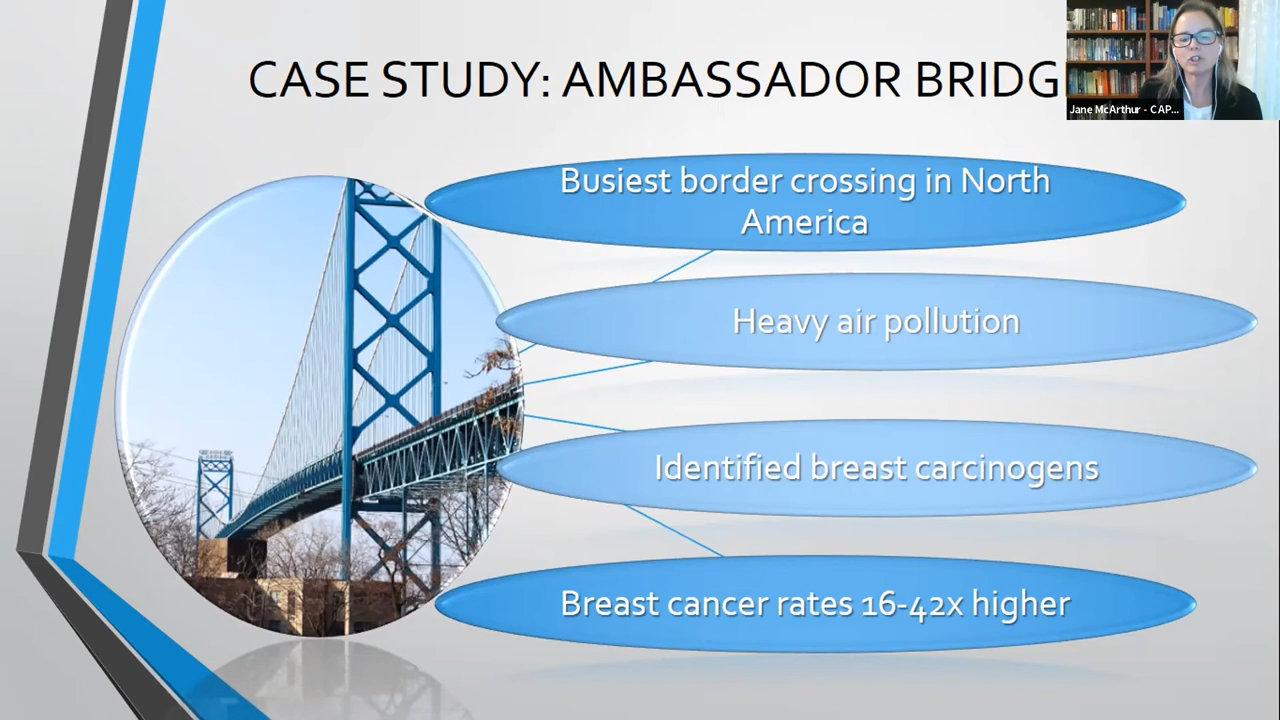 CASE STUDY: AMBASSADOR BRIDG
Jane McArthur - CAP...
Busiest border crossing in North
America
Heavy air pollution
Identified breast carcinogens
Breast cancer rates 16-42x higher